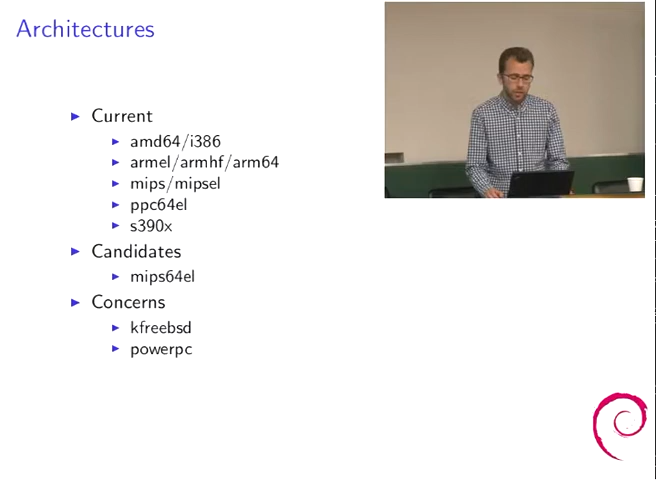 Architectures
Current
amd64/i386
armel/armhf/arm64
mips/mipsel
ppc64el
s390x
Candidates
mips64el
Concerns
kfreebsd
powerpc